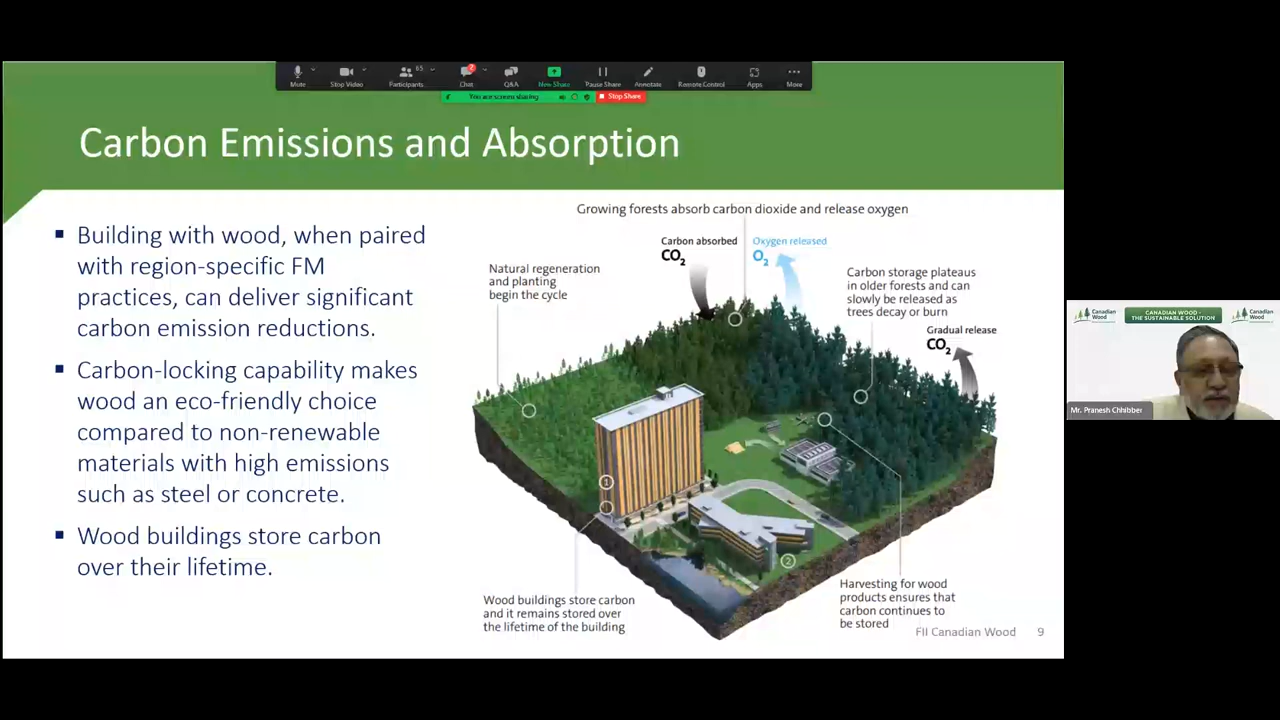 Mute
Stop Video
Participants
65
Chat
2
Q&A
New Share
Pause Share
Annotate
Remote Control
Apps
More
You are screen sharing
Stop Share
Carbon Emissions and Absorption
▪ Building with wood, when paired
with region-specific FM
practices, can deliver significant
carbon emission reductions.
▪ Carbon-locking capability makes
wood an eco-friendly choice
compared to non-renewable
materials with high emissions
such as steel or concrete.
▪ Wood buildings store carbon
over their lifetime.
Growing forests absorb carbon dioxide and release oxygen
Carbon absorbed
CO₂
Oxygen released
O₂
Natural regeneration
and planting
begin the cycle
Carbon storage plateaus
in older forests and can
slowly be released as
trees decay or burn
Gradual release
CO₂
1
2
Wood buildings store carbon
and it remains stored over
the lifetime of the building
Harvesting for wood
products ensures that
carbon continues to
be stored
FII Canadian Wood 9
Canadian
Wood
CANADIAN WOOD -
THE SUSTAINABLE SOLUTION
Canadian
Wood
Mr. Pranesh Chhibber